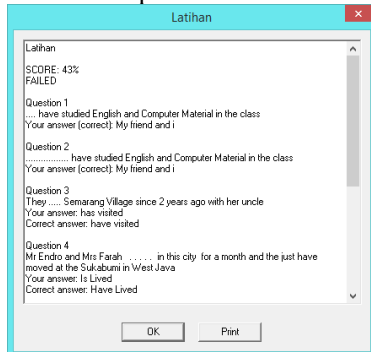 Latihan
Latihan
SCORE: 43%
FAILED
Question 1
.... have studied English and Computer Material in the class
Your answer (correct): My friend and i
Question 2
................. have studied English and Computer Material in the class
Your answer (correct): My friend and i
Question 3
They ..... Semarang Village since 2 years ago with her uncle
Your answer: has visited
Correct answer: have visited
Question 4
Mr Endro and Mrs Farah . . . . . in this city for a month and the just have
moved at the Sukabumi in West Java
Your answer: Is Lived
Correct answer: Have Lived
OK Print